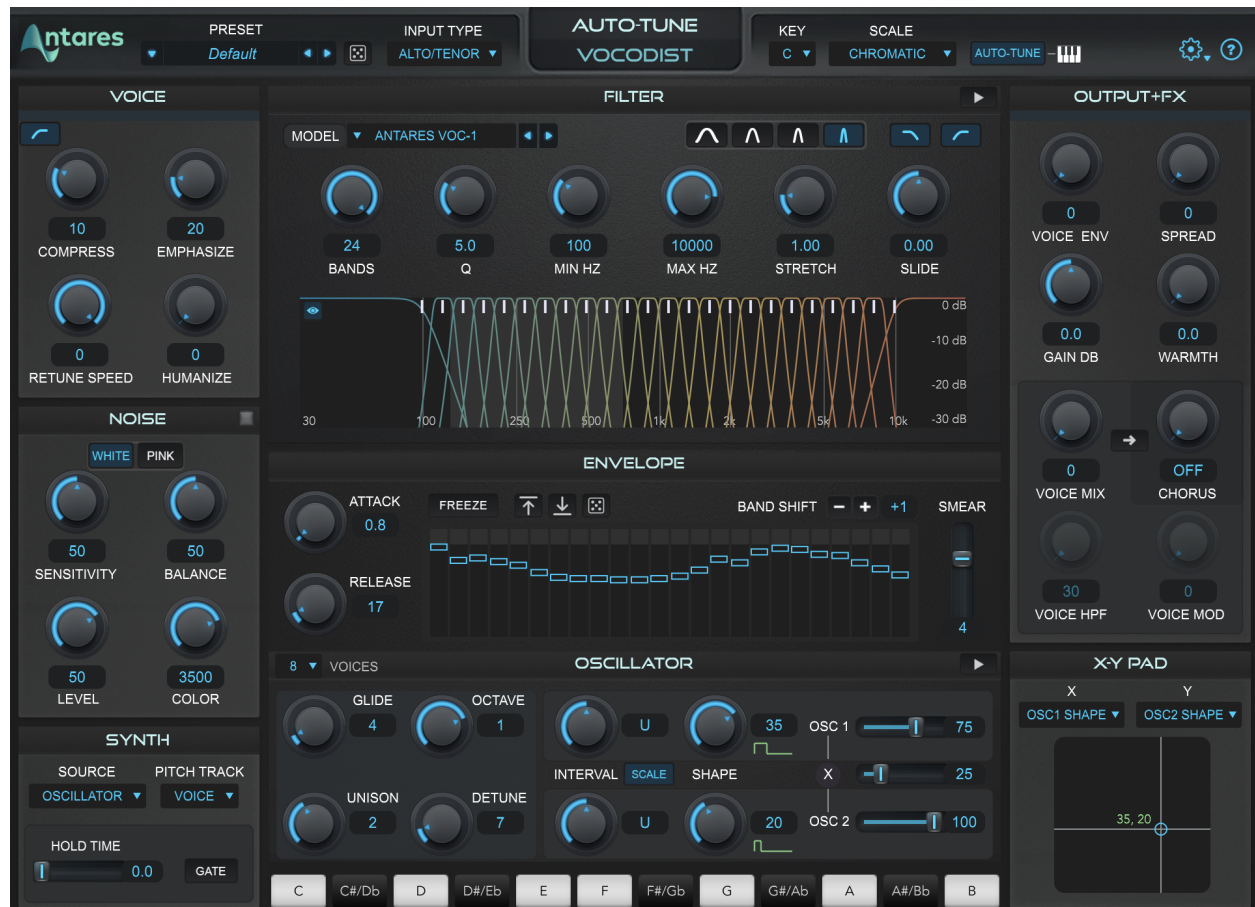 Antares
PRESET
Default
INPUT TYPE
ALTO/TENOR
AUTO-TUNE
VOCODIST
KEY
C
SCALE
CHROMATIC
AUTO-TUNE
?
VOICE
10
COMPRESS
20
EMPHASIZE
0
RETUNE SPEED
0
HUMANIZE
NOISE
WHITE
PINK
50
SENSITIVITY
50
BALANCE
50
LEVEL
3500
COLOR
SYNTH
SOURCE
OSCILLATOR
PITCH TRACK
VOICE
HOLD TIME
0.0
GATE
FILTER
MODEL
ANTARES VOC-1
24
BANDS
5.0
Q
100
MIN HZ
10000
MAX HZ
1.00
STRETCH
0.00
SLIDE
0 dB
-10 dB
-20 dB
-30 dB
30
100
250
500
1k
2k
5k
10k
ENVELOPE
ATTACK
0.8
RELEASE
17
FREEZE
BAND SHIFT
+1
SMEAR
4
8
VOICES
OSCILLATOR
GLIDE
4
OCTAVE
1
UNISON
2
DETUNE
7
U
35
OSC 1
75
INTERVAL
SCALE
SHAPE
X
25
U
20
OSC 2
100
C
C#/Db
D
D#/Eb
E
F
F#/Gb
G
G#/Ab
A
A#/Bb
B
OUTPUT+FX
0
VOICE ENV
0
SPREAD
0.0
GAIN DB
0.0
WARMTH
0
VOICE MIX
OFF
CHORUS
30
VOICE HPF
0
VOICE MOD
X-Y PAD
X
OSC1 SHAPE
Y
OSC2 SHAPE
35, 20